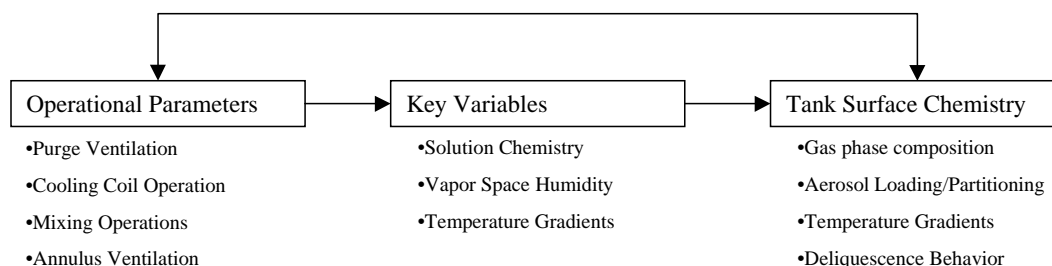 Operational Parameters
•Purge Ventilation
•Cooling Coil Operation
•Mixing Operations
•Annulus Ventilation
Key Variables
•Solution Chemistry
•Vapor Space Humidity
•Temperature Gradients
Tank Surface Chemistry
•Gas phase composition
•Aerosol Loading/Partitioning
•Temperature Gradients
•Deliquescence Behavior